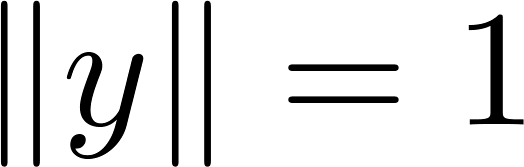 ‖y‖ = 1